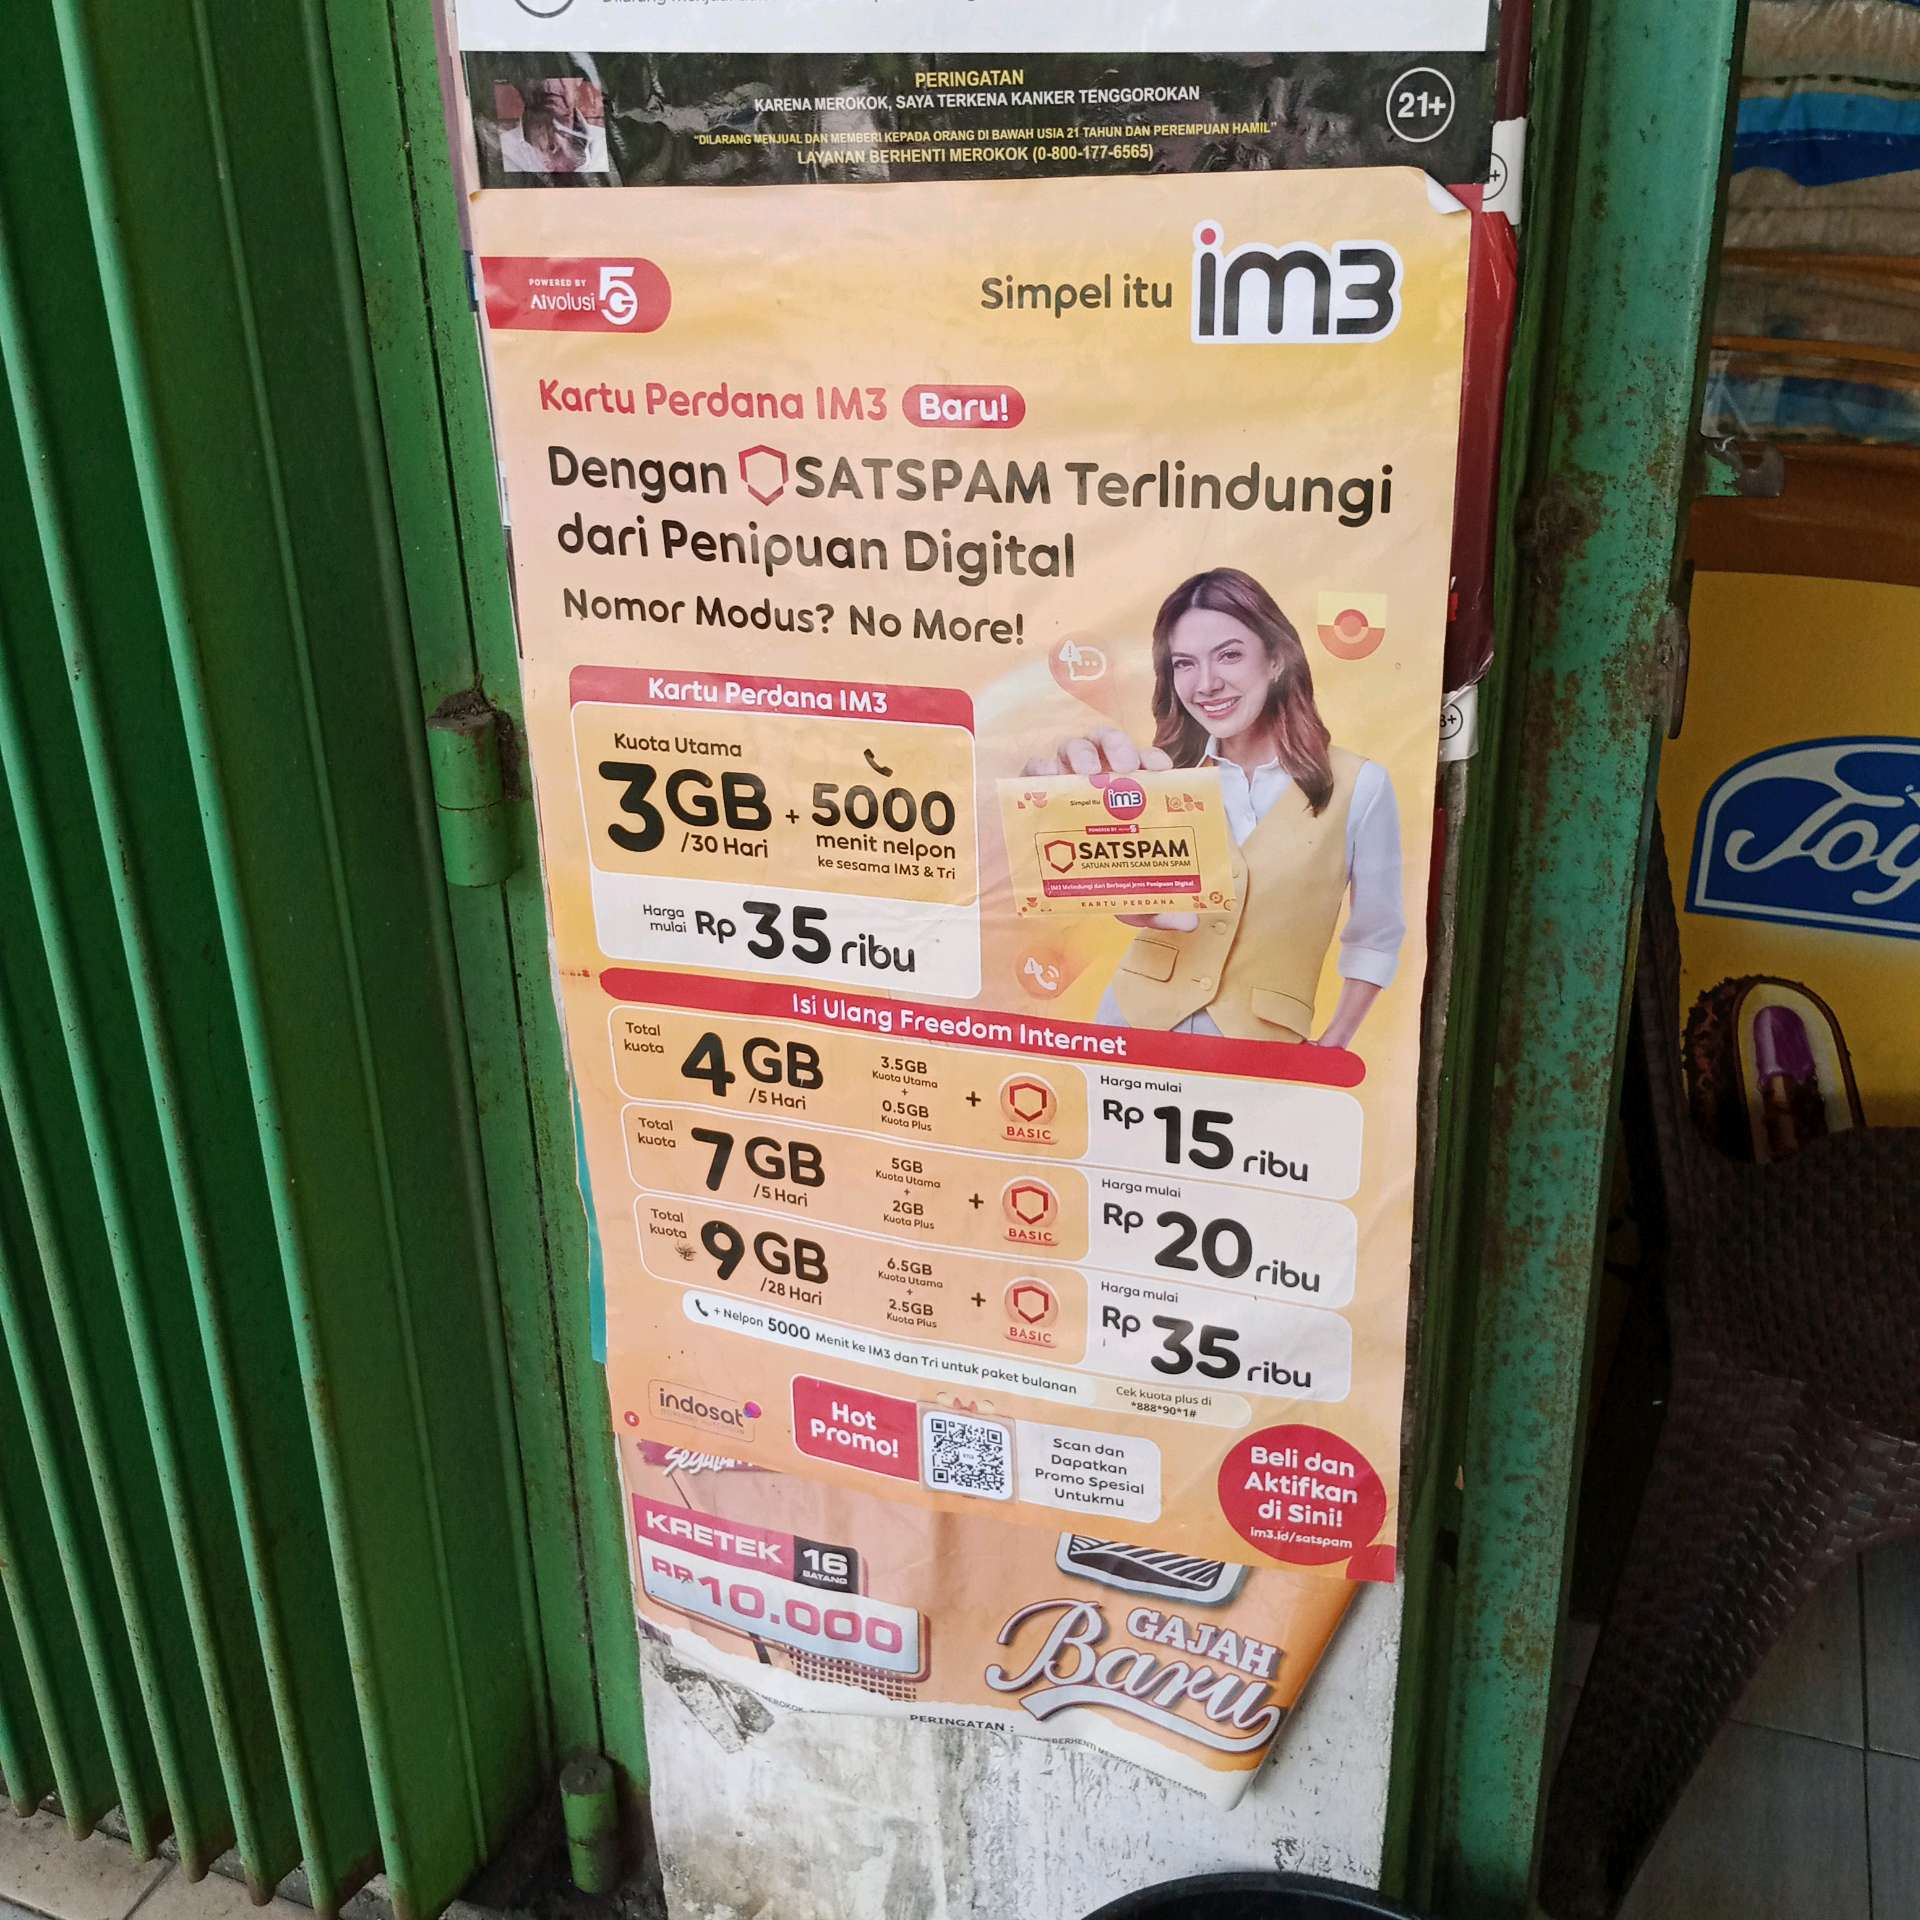 PERINGATAN
KARENA MEROKOK, SAYA TERKENA KANKER TENGGOROKAN
21+
"DILARANG MENJUAL DAN MEMBERI KEPADA ORANG DI BAWAH USIA 21 TAHUN DAN PEREMPUAN HAMIL"
LAYANAN BERHENTI MEROKOK (0-800-177-6565)
POWERED BY
AIvolusi 5G
Simpel itu im3
Kartu Perdana IM3 Baru!
Dengan SATSPAM Terlindungi
dari Penipuan Digital
Nomor Modus? No More!
Kartu Perdana IM3
Kuota Utama
3GB /30 Hari + 5000
menit nelpon
ke sesama IM3 & Tri
Harga mulai Rp 35 ribu
Simpel itu im3
SATSPAM
SATUAN ANTI SCAM DAN SPAM
IM3 Melindungi dari Berbagai Jenis Penipuan Digital
KARTU PERDANA
Isi Ulang Freedom Internet
Total kuota 4GB /5 Hari
3.5GB
Kuota Utama
+
0.5GB
Kuota Plus
+ BASIC
Harga mulai
Rp 15 ribu
Total kuota 7GB /5 Hari
5GB
Kuota Utama
+
2GB
Kuota Plus
+ BASIC
Harga mulai
Rp 20 ribu
Total kuota 9GB /28 Hari
6.5GB
Kuota Utama
+
2.5GB
Kuota Plus
+ BASIC
Harga mulai
Rp 35 ribu
+ Nelpon 5000 Menit ke IM3 dan Tri untuk paket bulanan
Cek kuota plus di
*888*90*1#
indosat
Hot
Promo!
Scan dan
Dapatkan
Promo Spesial
Untukmu
Beli dan
Aktifkan
di Sini!
im3.id/satspam
KRETEK 16
BATANG
RP10.000
GAJAH
Baru
PERINGATAN :
Joy